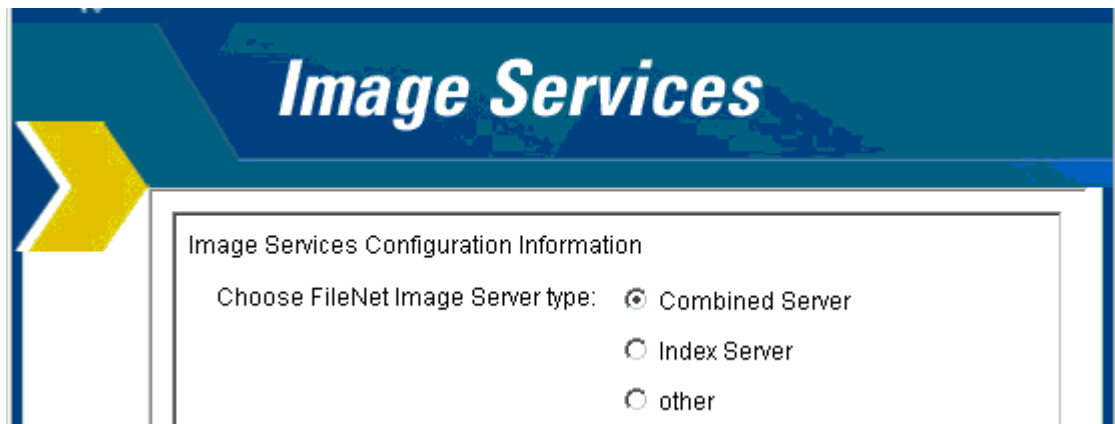 Image Services
Image Services Configuration Information
Choose FileNet Image Server type: Combined Server
Index Server
other